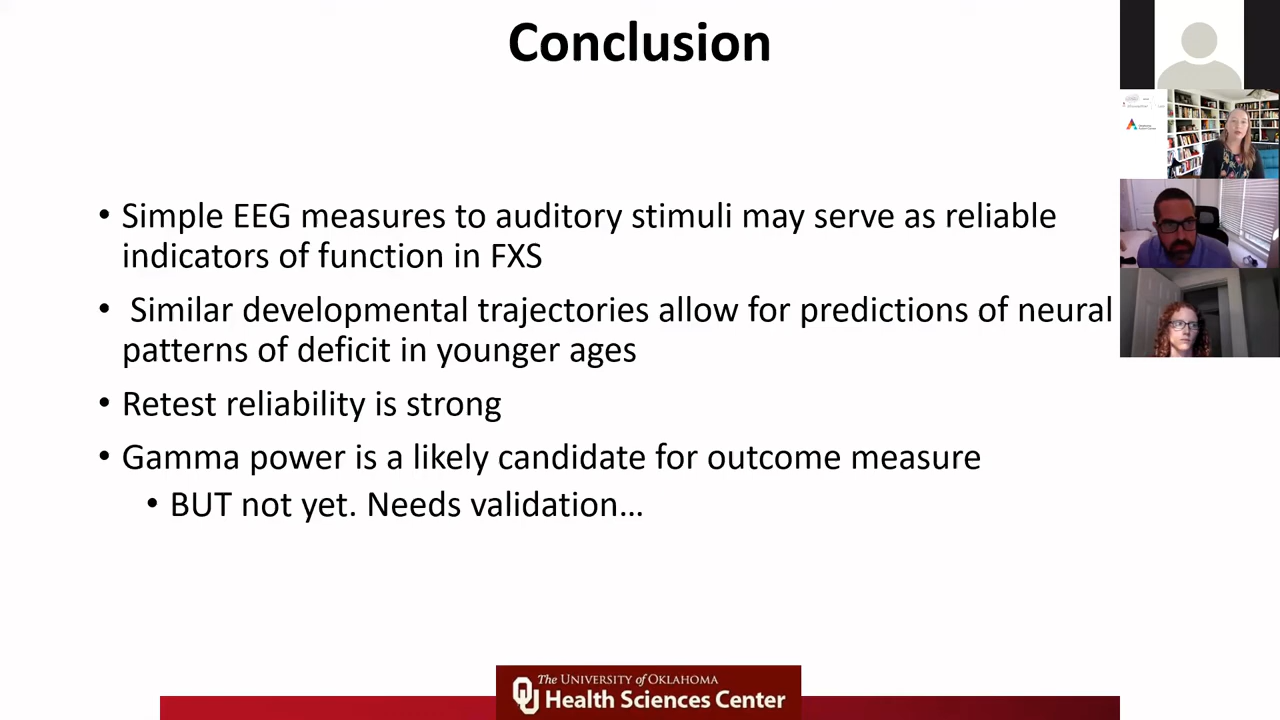 Conclusion
• Simple EEG measures to auditory stimuli may serve as reliable
indicators of function in FXS
• Similar developmental trajectories allow for predictions of neural
patterns of deficit in younger ages
• Retest reliability is strong
• Gamma power is a likely candidate for outcome measure
• BUT not yet. Needs validation...
The UNIVERSITY of OKLAHOMA
Health Sciences Center